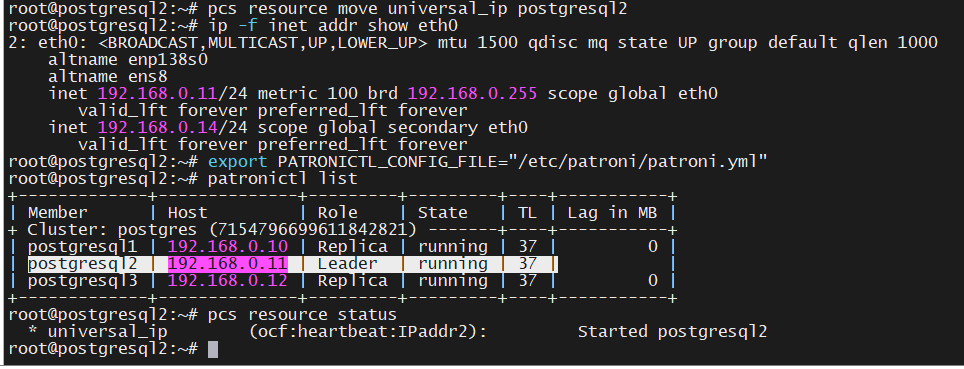 root@postgresql2:~# pcs resource move universal_ip postgresql2
root@postgresql2:~# ip -f inet addr show eth0
2: eth0: <BROADCAST,MULTICAST,UP,LOWER_UP> mtu 1500 qdisc mq state UP group default qlen 1000
    altname enp138s0
    altname ens8
    inet 192.168.0.11/24 metric 100 brd 192.168.0.255 scope global eth0
       valid_lft forever preferred_lft forever
    inet 192.168.0.14/24 scope global secondary eth0
       valid_lft forever preferred_lft forever
root@postgresql2:~# export PATRONICTL_CONFIG_FILE="/etc/patroni/patroni.yml"
root@postgresql2:~# patronictl list
+-------------+--------------+---------+---------+----+-----------+
| Member      | Host         | Role    | State   | TL | Lag in MB |
+ Cluster: postgres (7154796699611842821) -------+----+-----------+
| postgresql1 | 192.168.0.10 | Replica | running | 37 |         0 |
| postgresql2 | 192.168.0.11 | Leader  | running | 37 |           |
| postgresql3 | 192.168.0.12 | Replica | running | 37 |         0 |
+-------------+--------------+---------+---------+----+-----------+
root@postgresql2:~# pcs resource status
  * universal_ip        (ocf:heartbeat:IPaddr2):         Started postgresql2
root@postgresql2:~#